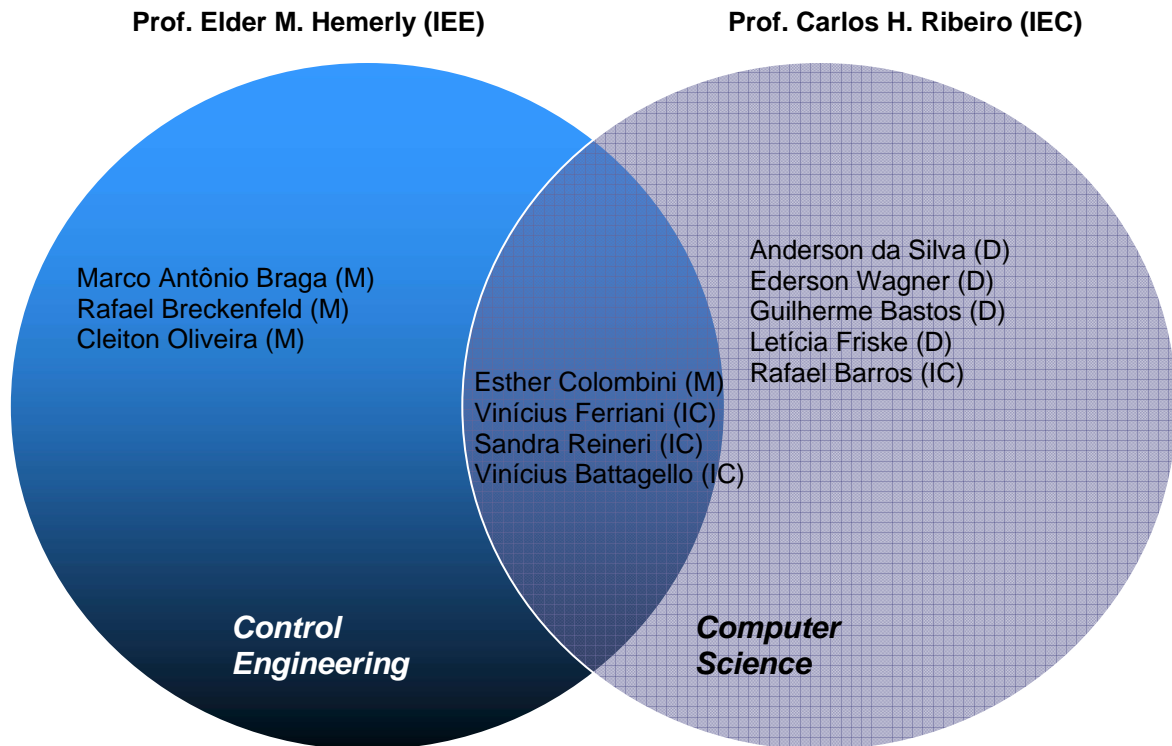 Prof. Elder M. Hemerly (IEE)
Prof. Carlos H. Ribeiro (IEC)
Marco Antônio Braga (M)
Rafael Breckenfeld (M)
Cleiton Oliveira (M)
Esther Colombini (M)
Vinícius Ferriani (IC)
Sandra Reineri (IC)
Vinícius Battagello (IC)
Anderson da Silva (D)
Ederson Wagner (D)
Guilherme Bastos (D)
Letícia Friske (D)
Rafael Barros (IC)
Control
Engineering
Computer
Science